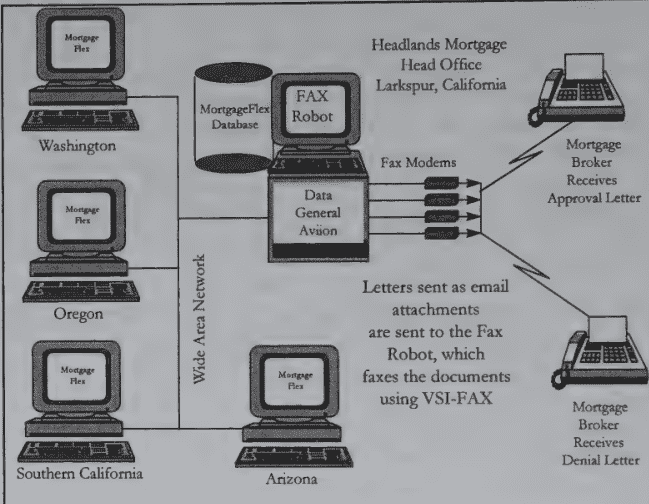 Mortgage
Flex
Washington
Mortgage
Flex
Oregon
Mortgage
Flex
Southern California
Wide Area Network
Mortgage
Flex
Arizona
MortgageFlex
Database
FAX
Robot
Data
General
Aviion
Headlands Mortgage
Head Office
Larkspur, California
Fax Modems
Letters sent as email
attachments
are sent to the Fax
Robot, which
faxes the documents
using VSI-FAX
Mortgage
Broker
Receives
Approval Letter
Mortgage
Broker
Receives
Denial Letter